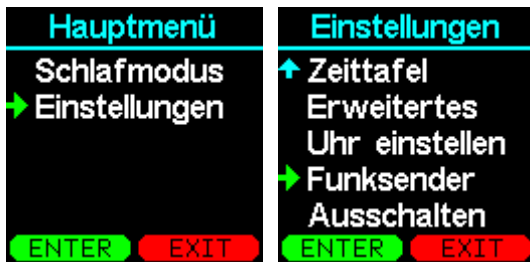 Hauptmenü
Schlafmodus
Einstellungen
ENTER EXIT
Einstellungen
Zeittafel
Erweitertes
Uhr einstellen
Funksender
Ausschalten
ENTER EXIT